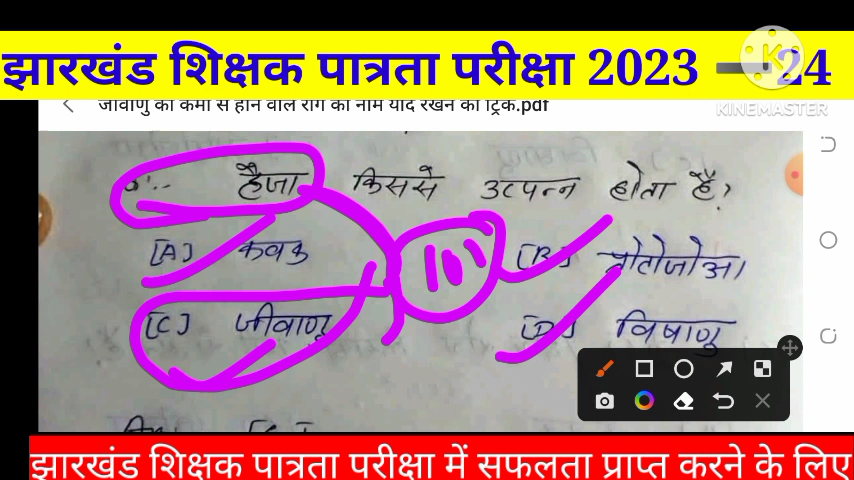 झारखंड शिक्षक पात्रता परीक्षा 2023 — 24
KINEMASTER
जीवाणु की कमी से होने वाले रोग का नाम याद रखने का ट्रिक.pdf
हैजा किससे उत्पन्न होता है?
[A] कवक [B] प्रोटोजोआ
[C] जीवाणु [D] विषाणु
झारखंड शिक्षक पात्रता परीक्षा में सफलता प्राप्त करने के लिए